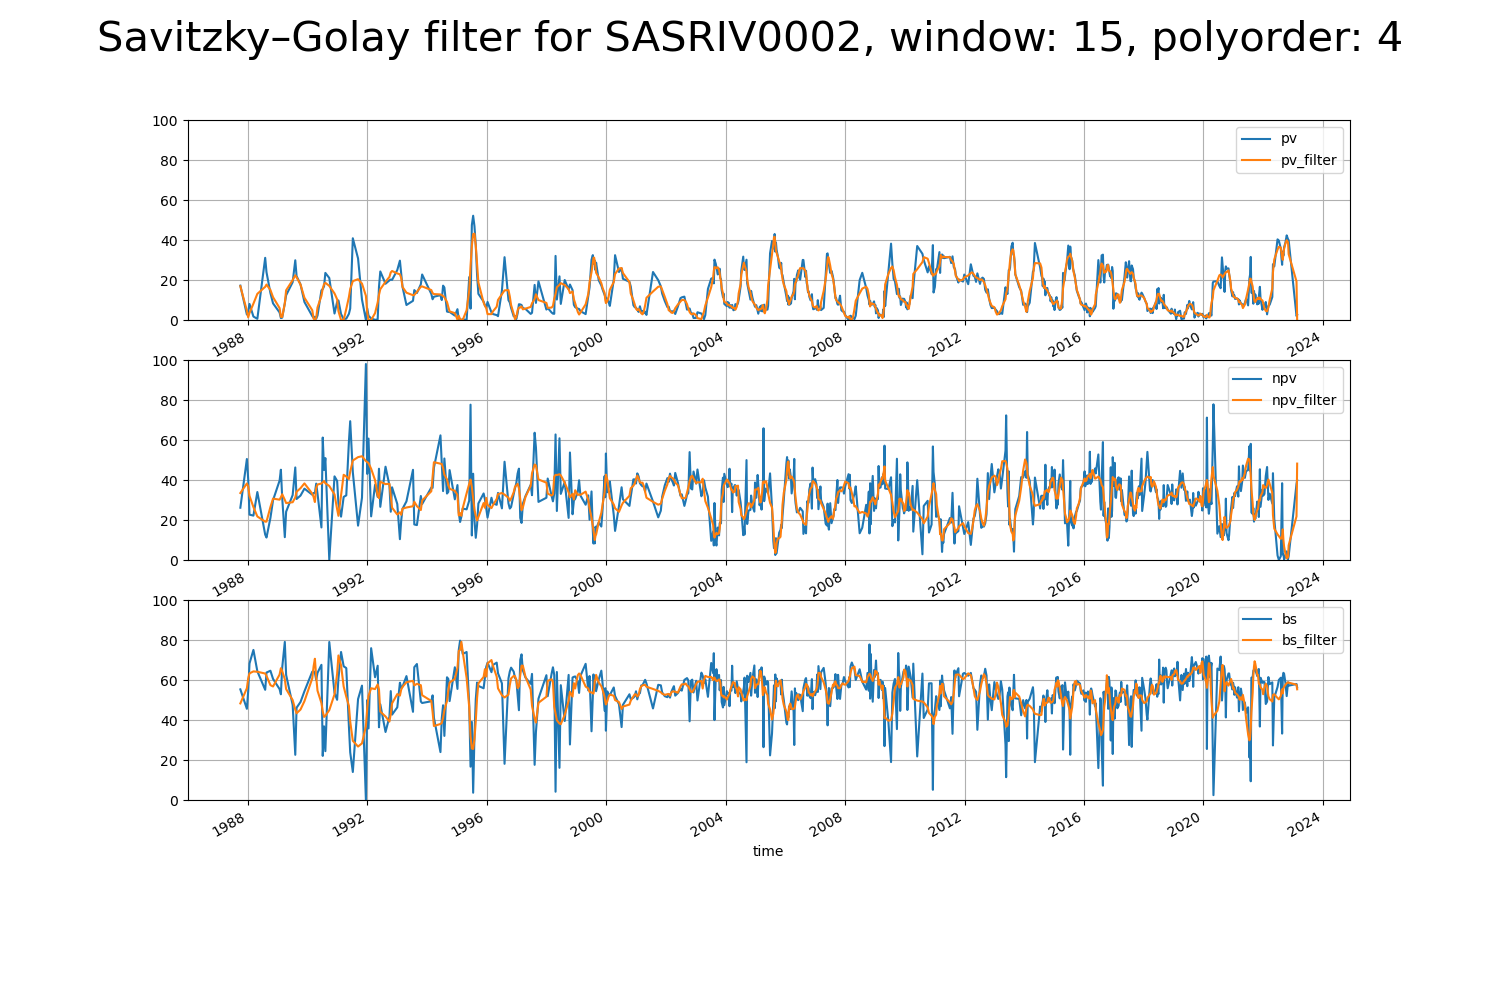 Savitzky–Golay filter for SASRIV0002, window: 15, polyorder: 4
100
80
60
40
20
0
pv
pv_filter
1988 1992 1996 2000 2004 2008 2012 2016 2020 2024
100
80
60
40
20
0
npv
npv_filter
1988 1992 1996 2000 2004 2008 2012 2016 2020 2024
100
80
60
40
20
0
bs
bs_filter
1988 1992 1996 2000 2004 2008 2012 2016 2020 2024
time